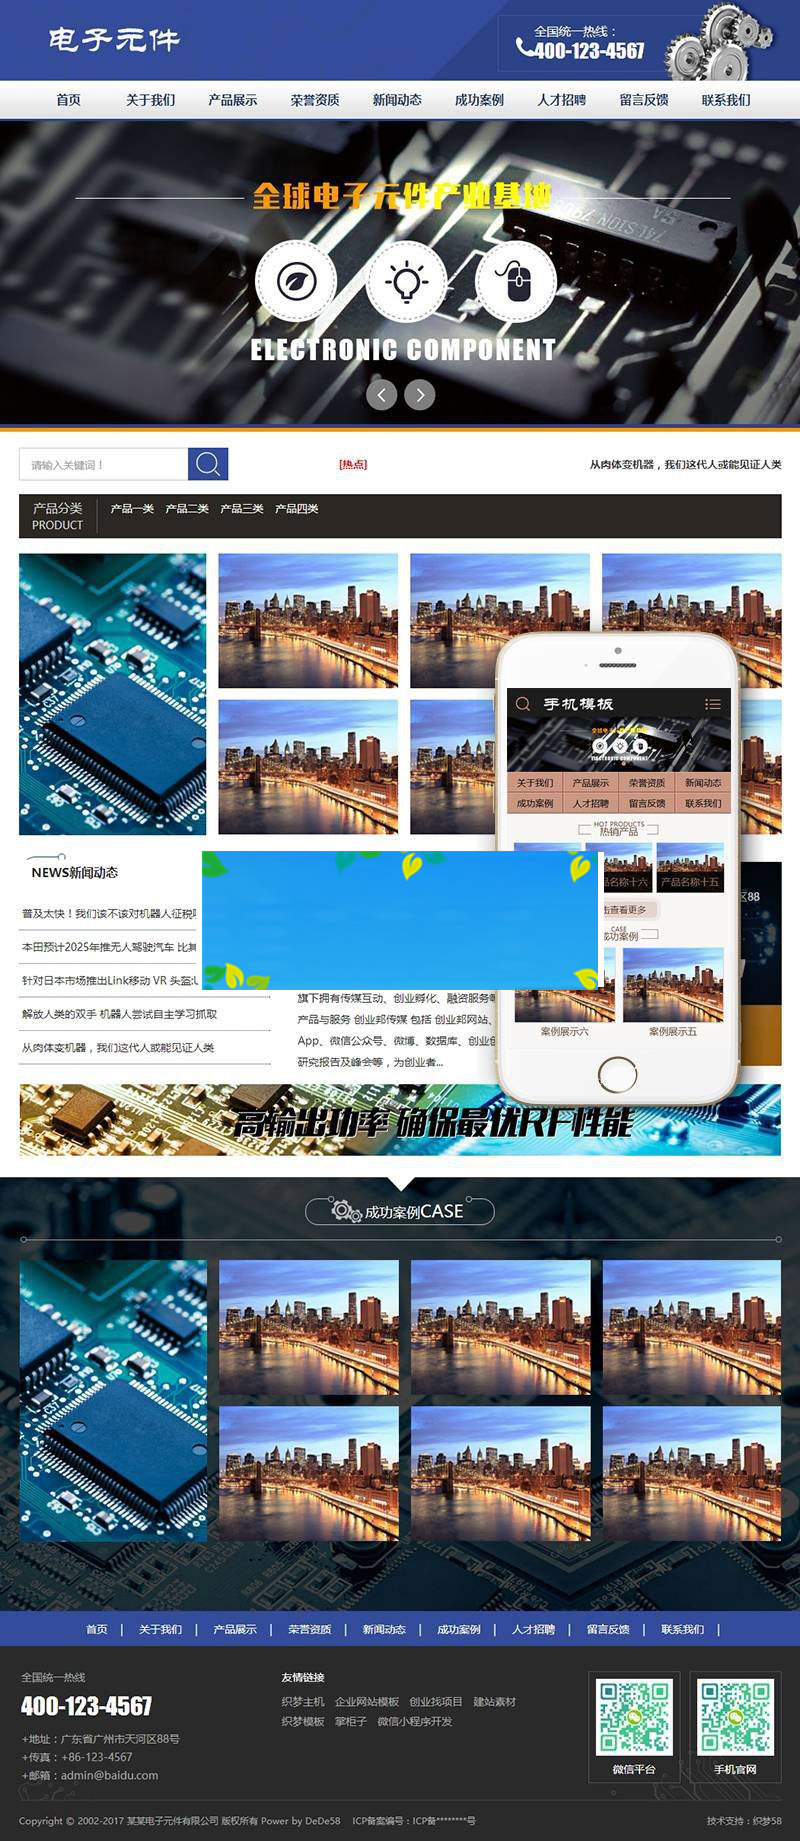 电子元件
全国统一热线：
400-123-4567
首页 关于我们 产品展示 荣誉资质 新闻动态 成功案例 人才招聘 留言反馈 联系我们
全球电子元件产业基地
74LS10N
ELECTRONIC COMPONENT
请输入关键词！
[热点]
从肉体变机器，我们这代人或能见证人类
产品分类
PRODUCT
产品一类 产品二类 产品三类 产品四类
手机模板
全球电子元件产业基地
ELECTRONIC COMPONENT
关于我们 产品展示 荣誉资质 新闻动态
成功案例 人才招聘 留言反馈 联系我们
HOT PRODUCTS
热销产品
品名称十六 产品名称十五
击查看更多
CASE
成功案例
案例展示六 案例展示五
NEWS新闻动态
普及太快！我们该不该对机器人征税
本田预计2025年推无人驾驶汽车 比其
针对日本市场推出Link移动 VR 头盔:
解放人类的双手 机器人尝试自主学习抓取
从肉体变机器，我们这代人或能见证人类
旗下拥有传媒互动、创业孵化、融资服务等
产品与服务 创业邦传媒 包括 创业邦网站、
App、微信公众号、微博、数据库、创业创
研究报告及峰会等，为创业者...
区88
高输出功率 确保最优RF性能
成功案例CASE
首页 | 关于我们 | 产品展示 | 荣誉资质 | 新闻动态 | 成功案例 | 人才招聘 | 留言反馈 | 联系我们 |
全国统一热线
400-123-4567
+地址：广东省广州市天河区88号
+传真：+86-123-4567
+邮箱：admin@baidu.com
友情链接
织梦主机 企业网站模板 创业找项目 建站素材
织梦模板 掌柜子 微信小程序开发
微信平台 手机官网
Copyright © 2002-2017 某某电子元件有限公司 版权所有 Power by DeDe58 ICP备案编号：ICP备********号
技术支持：织梦58